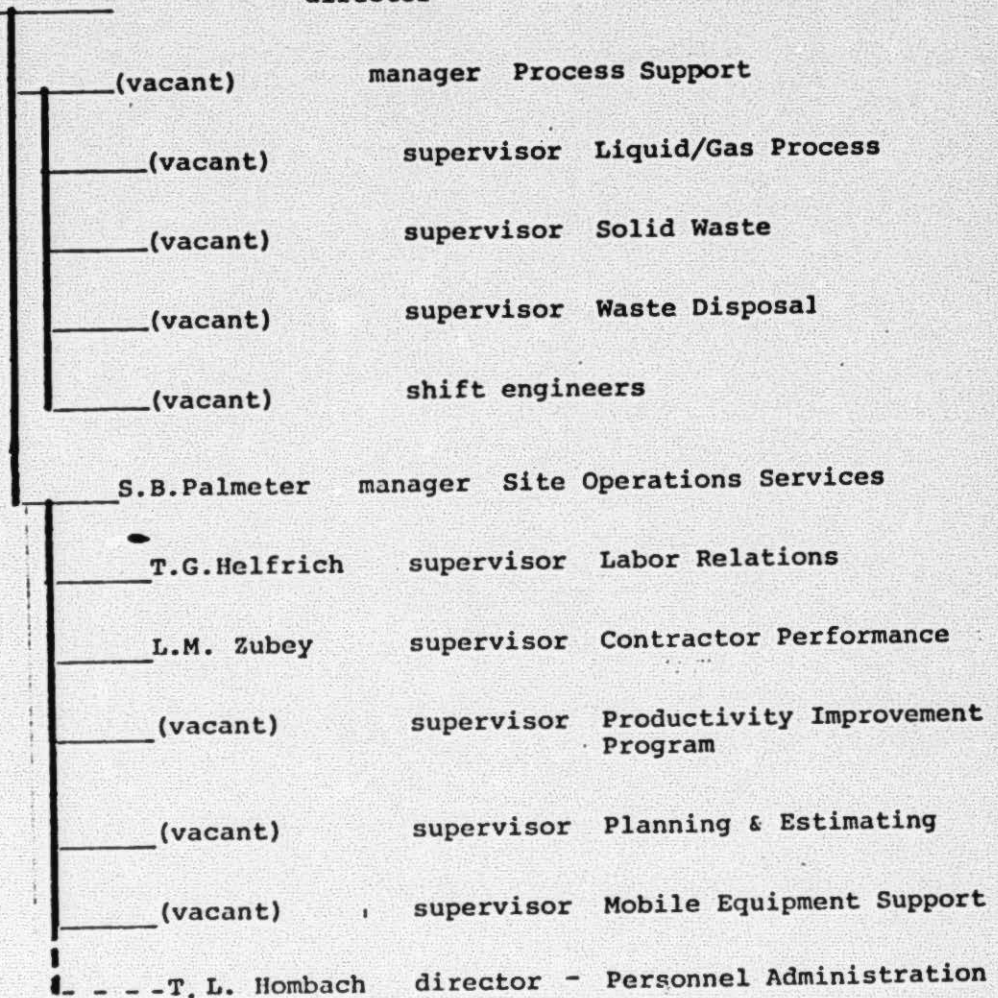 director
(vacant) manager Process Support
(vacant) supervisor Liquid/Gas Process
(vacant) supervisor Solid Waste
(vacant) supervisor Waste Disposal
(vacant) shift engineers
S.B.Palmeter manager Site Operations Services
T.G.Helfrich supervisor Labor Relations
L.M. Zubey supervisor Contractor Performance
(vacant) supervisor Productivity Improvement
Program
(vacant) supervisor Planning & Estimating
(vacant) supervisor Mobile Equipment Support
T. L. Hombach director - Personnel Administration